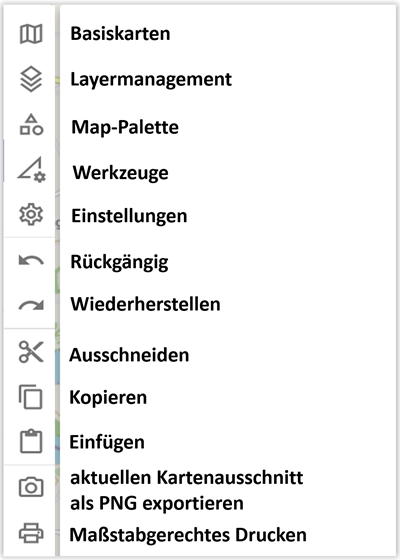 Basiskarten
Layermanagement
Map-Palette
Werkzeuge
Einstellungen
Rückgängig
Wiederherstellen
Ausschneiden
Kopieren
Einfügen
aktuellen Kartenausschnitt
als PNG exportieren
Maßstabgerechtes Drucken